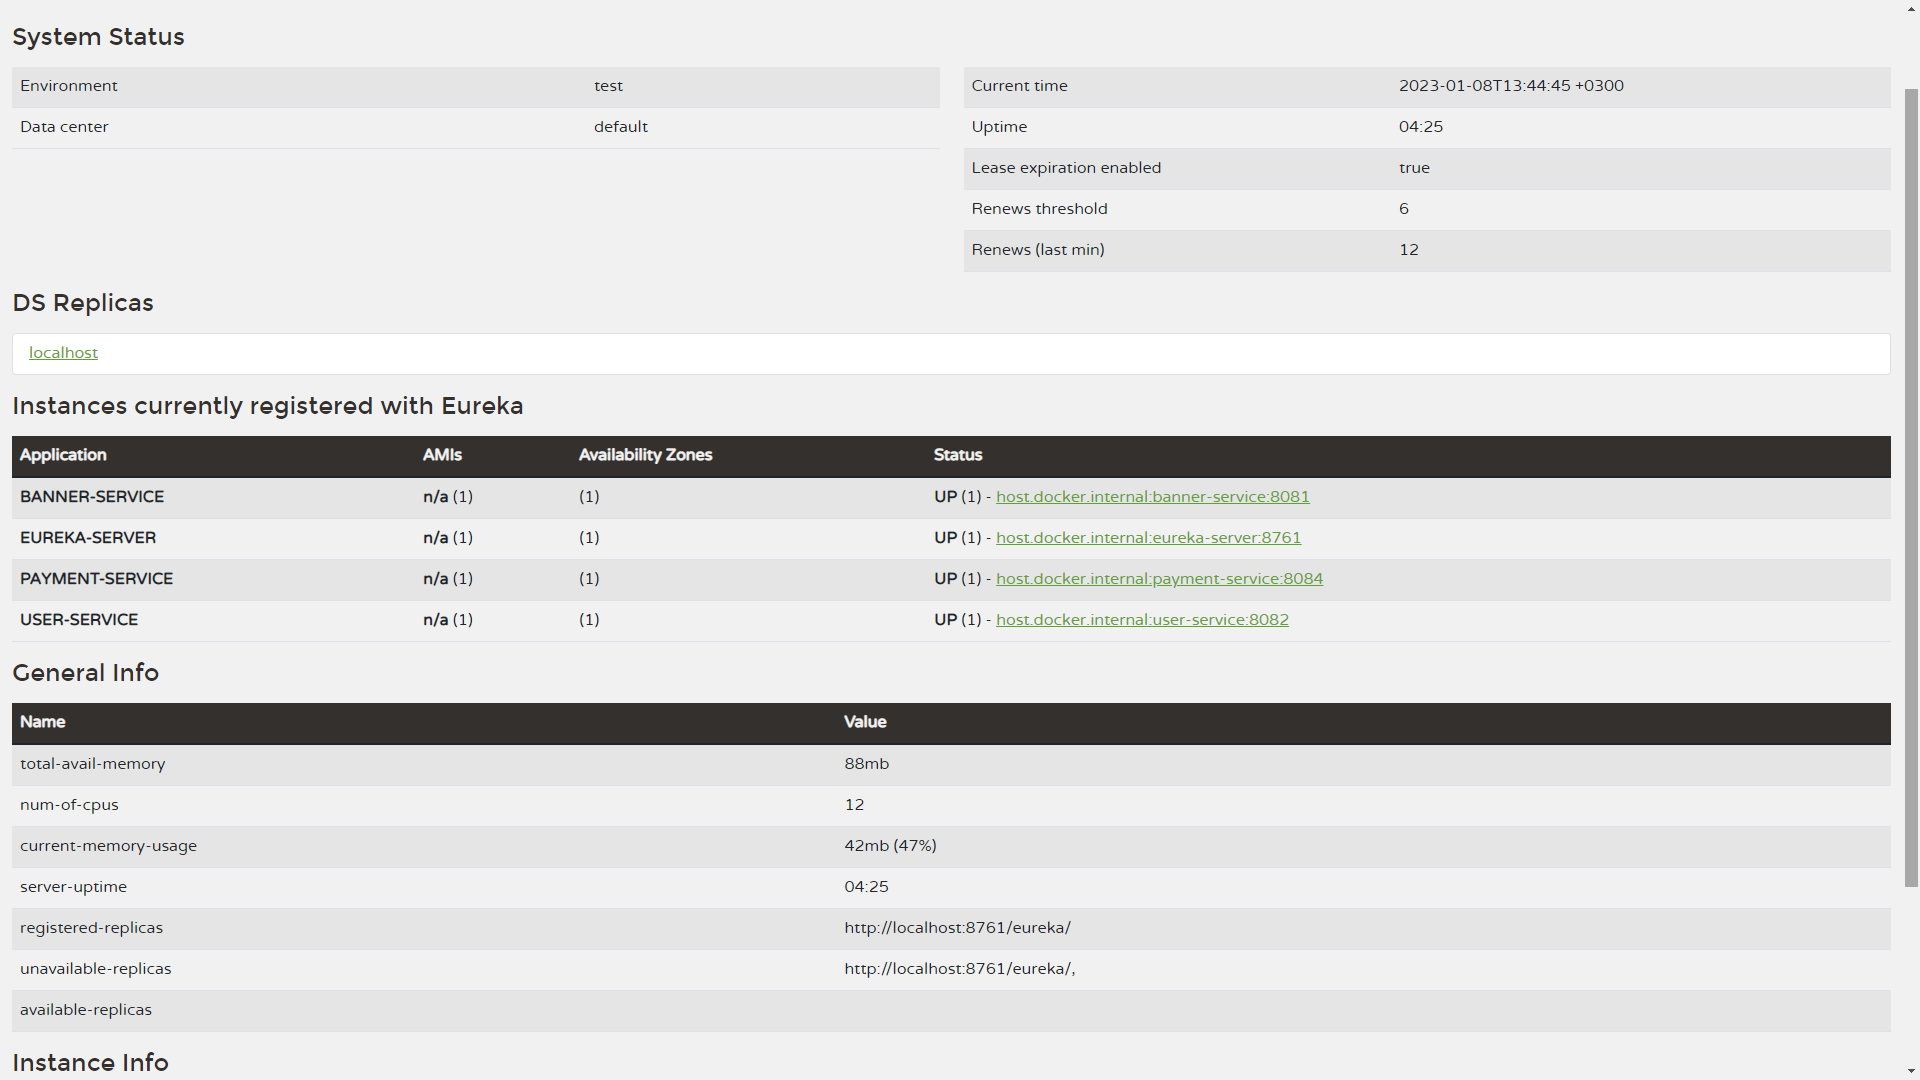 System Status
Environment test
Data center default
Current time 2023-01-08T13:44:45 +0300
Uptime 04:25
Lease expiration enabled true
Renews threshold 6
Renews (last min) 12
DS Replicas
localhost
Instances currently registered with Eureka
Application AMIs Availability Zones Status
BANNER-SERVICE n/a (1) (1) UP (1) - host.docker.internal:banner-service:8081
EUREKA-SERVER n/a (1) (1) UP (1) - host.docker.internal:eureka-server:8761
PAYMENT-SERVICE n/a (1) (1) UP (1) - host.docker.internal:payment-service:8084
USER-SERVICE n/a (1) (1) UP (1) - host.docker.internal:user-service:8082
General Info
Name Value
total-avail-memory 88mb
num-of-cpus 12
current-memory-usage 42mb (47%)
server-uptime 04:25
registered-replicas http://localhost:8761/eureka/
unavailable-replicas http://localhost:8761/eureka/,
available-replicas
Instance Info